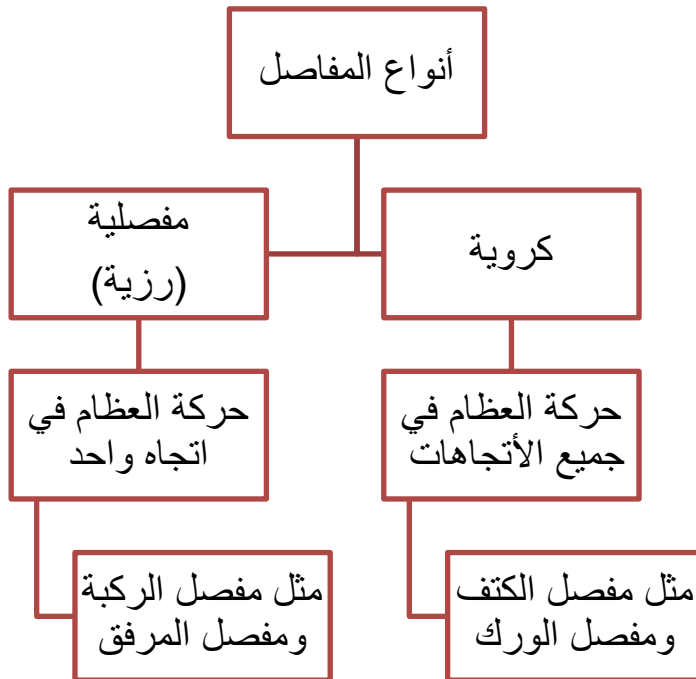 أنواع المفاصل
كروية
مفصلية
(رزية)
حركة العظام في
جميع الأتجاهات
حركة العظام في
اتجاه واحد
مثل مفصل الكتف
ومفصل الورك
مثل مفصل الركبة
ومفصل المرفق